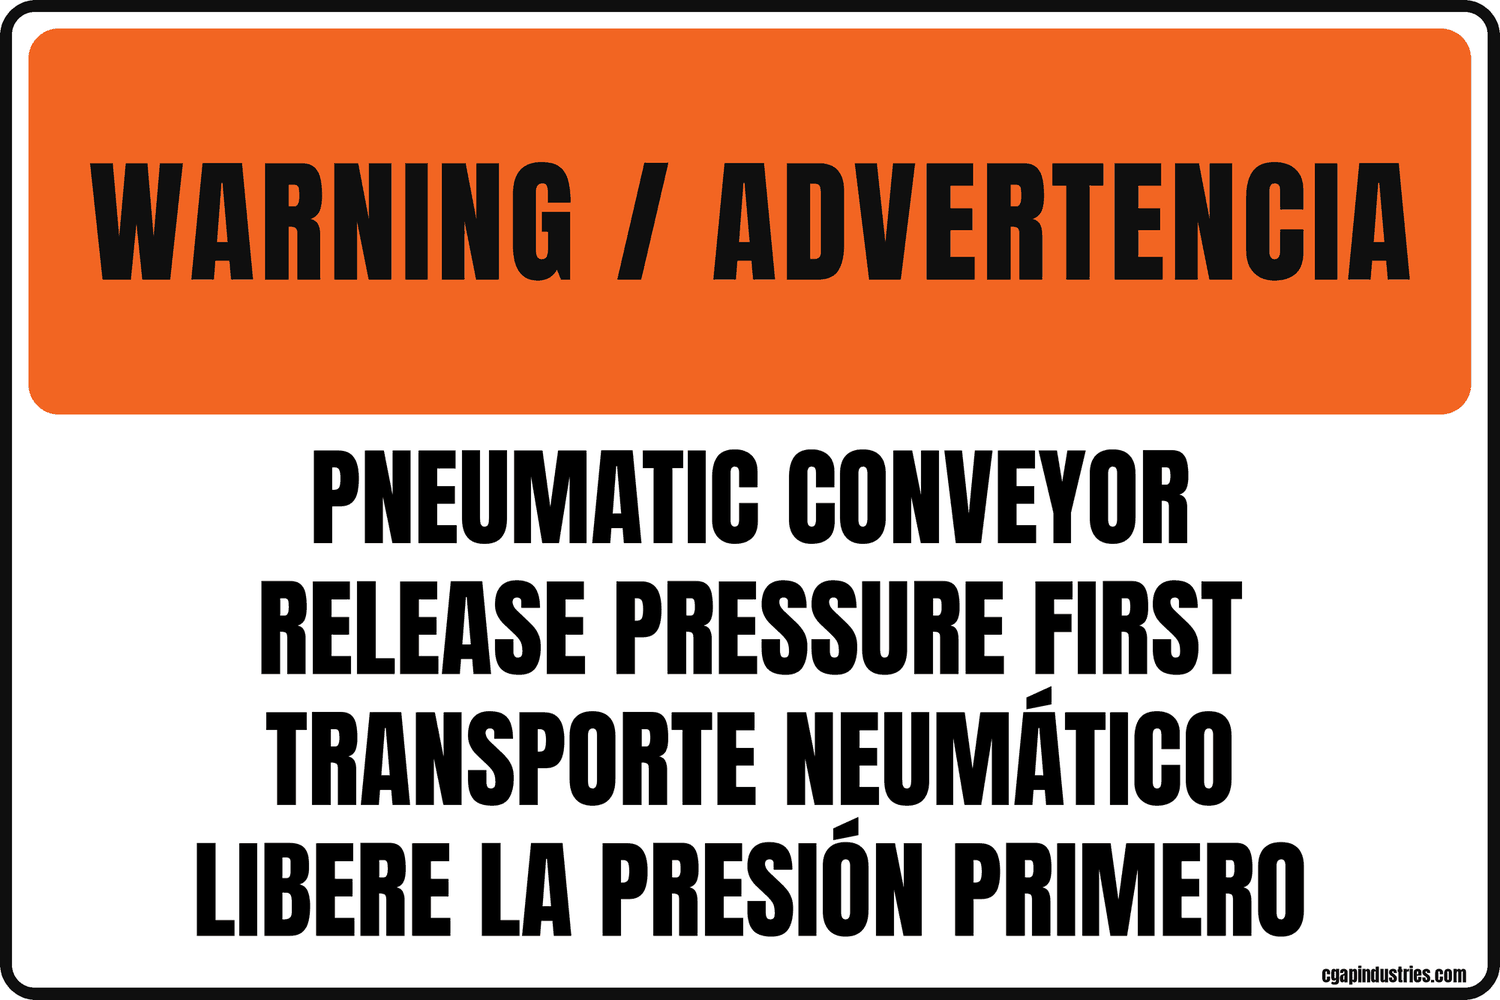 WARNING / ADVERTENCIA
PNEUMATIC CONVEYOR
RELEASE PRESSURE FIRST
TRANSPORTE NEUMÁTICO
LIBERE LA PRESIÓN PRIMERO
cgapindustries.com